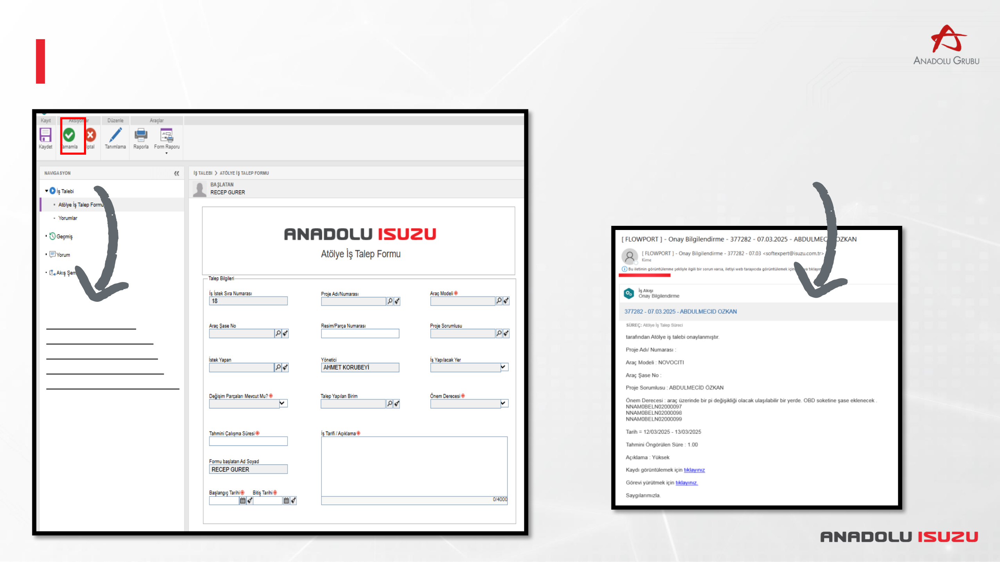 ANADOLU GRUBU
Kayıt Aksiyonlar Düzenle Araçlar
Kaydet Tamamla İptal Tanımlama Raporla Form Raporu
NAVIGASYON
İş Talebi
Atölye İş Talep Formu
Yorumlar
Geçmiş
Yorum
Akış
İŞ TALEBI > ATÖLYE İŞ TALEP FORMU
BAŞLATAN
RECEP GURER
ANADOLU ISUZU
Atölye İş Talep Formu
Talep Bilgileri
İş İstek Sıra Numarası Proje Adı/Numarası Araç Modeli
18
Araç Şase No Resim/Parça Numarası Proje Sorumlusu
İstek Yapan Yönetici İş Yapılacak Yer
AHMET KORUBEYİ
Değişim Parçaları Mevcut Mu? Talep Yapılan Birim Önem Derecesi
Tahmini Çalışma Süresi İş Tarifi / Açıklama
Formu başlatan Ad Soyad
RECEP GURER
Başlangıç Tarihi Bitiş Tarihi
0/4000
[ FLOWPORT ] - Onay Bilgilendirme - 377282 - 07.03.2025 - ABDULMECID OZKAN
[ FLOWPORT ] - Onay Bilgilendirme - 377282 - 07.03 <softexpert@isuzu.com.tr>
Kime
Bu iletinin görüntülenme şekliyle ilgili bir sorun varsa, iletiyi web tarayıcıda görüntülemek için
İş Akışı
Onay Bilgilendirme
377282 - 07.03.2025 - ABDULMECID OZKAN
SÜREÇ: Atölye İş Talep Süreci
tarafından Atölye iş talebi onaylanmıştır.
Proje Adı/ Numarası :
Araç Modeli : NOVOCITI
Araç Şase No :
Proje Sorumlusu : ABDULMECİD ÖZKAN
Önem Derecesi : araç üzerinde bir pi değişikliği olacak ulaşılabilir bir yerde. OBD soketine şase eklenecek .
NNAM0BELN02000097
NNAM0BELN02000098
NNAM0BELN02000099
Tarih = 12/03/2025 - 13/03/2025
Tahmini Öngörülen Süre : 1.00
Açıklama : Yüksek
Kaydı görüntülemek için tıklayınız
Görevi yürütmek için tıklayınız.
Saygılarımızla.
ANADOLU ISUZU